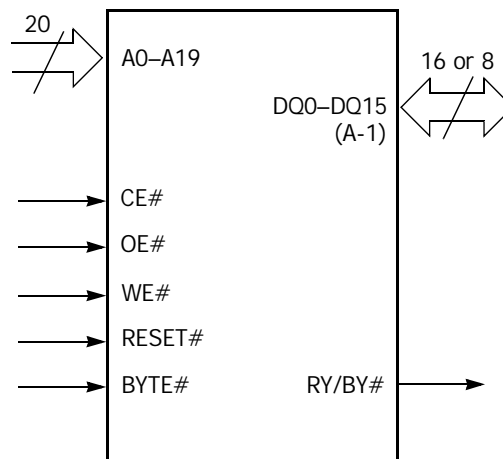 20
A0–A19
16 or 8
DQ0–DQ15
(A-1)
CE#
OE#
WE#
RESET#
BYTE#
RY/BY#